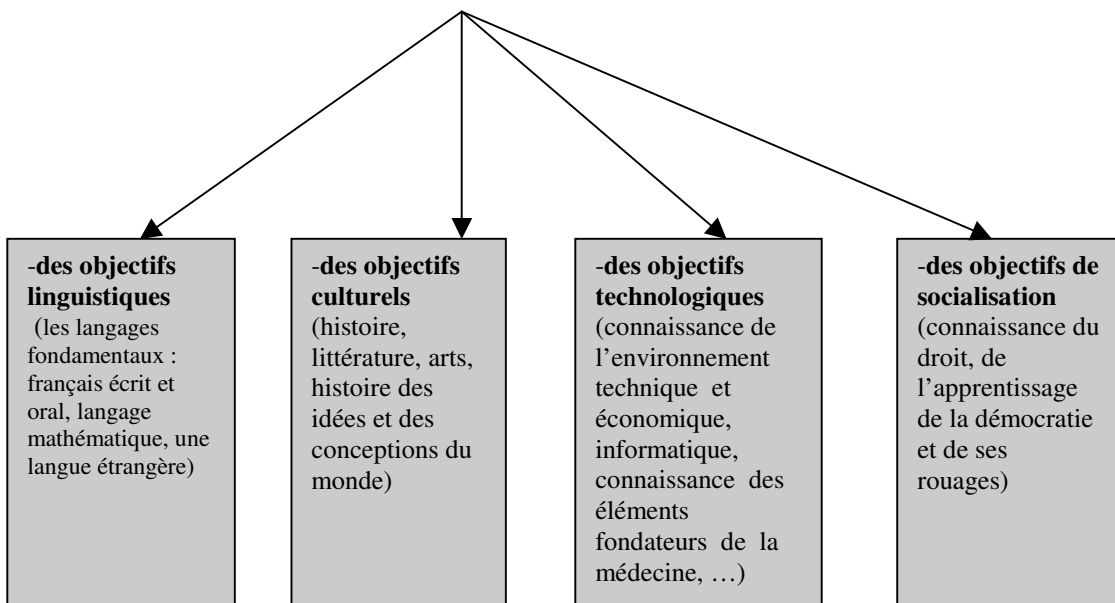 -des objectifs
linguistiques
(les langages
fondamentaux :
français écrit et
oral, langage
mathématique, une
langue étrangère)
-des objectifs
culturels
(histoire,
littérature, arts,
histoire des
idées et des
conceptions du
monde)
-des objectifs
technologiques
(connaissance de
l’environnement
technique et
économique,
informatique,
connaissance des
éléments
fondateurs de la
médecine, …)
-des objectifs de
socialisation
(connaissance du
droit, de
l’apprentissage
de la démocratie
et de ses
rouages)